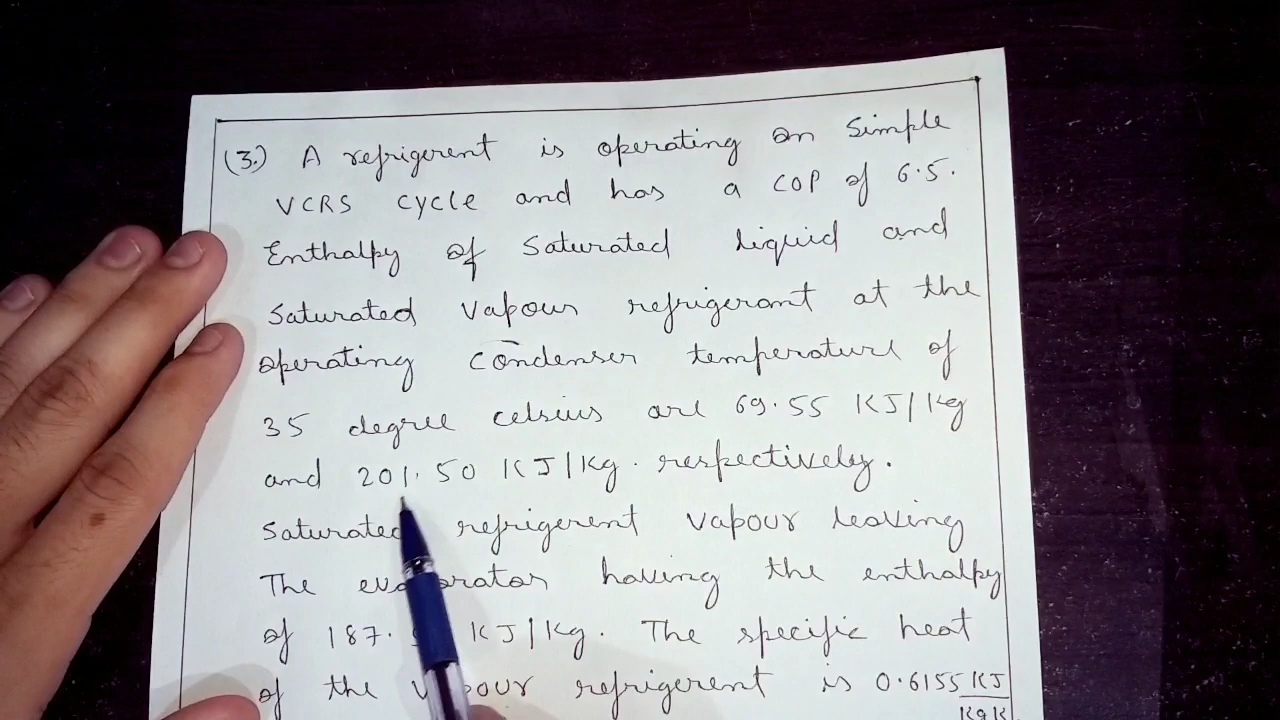 (3.) A refrigerent is operating on simple
VCRS cycle and has a COP of 6.5.
Enthalpy of saturated liquid and
saturated vapour refrigerant at the
operating condenser temperature of
35 degree celsius are 69.55 KJ/Kg
and 201.50 KJ/Kg. respectively.
Saturated refrigerent vapour leaving
The having the enthalpy
of KJ/Kg. The specific heat
of the refrigerent is 0.6155 KJ
KgK